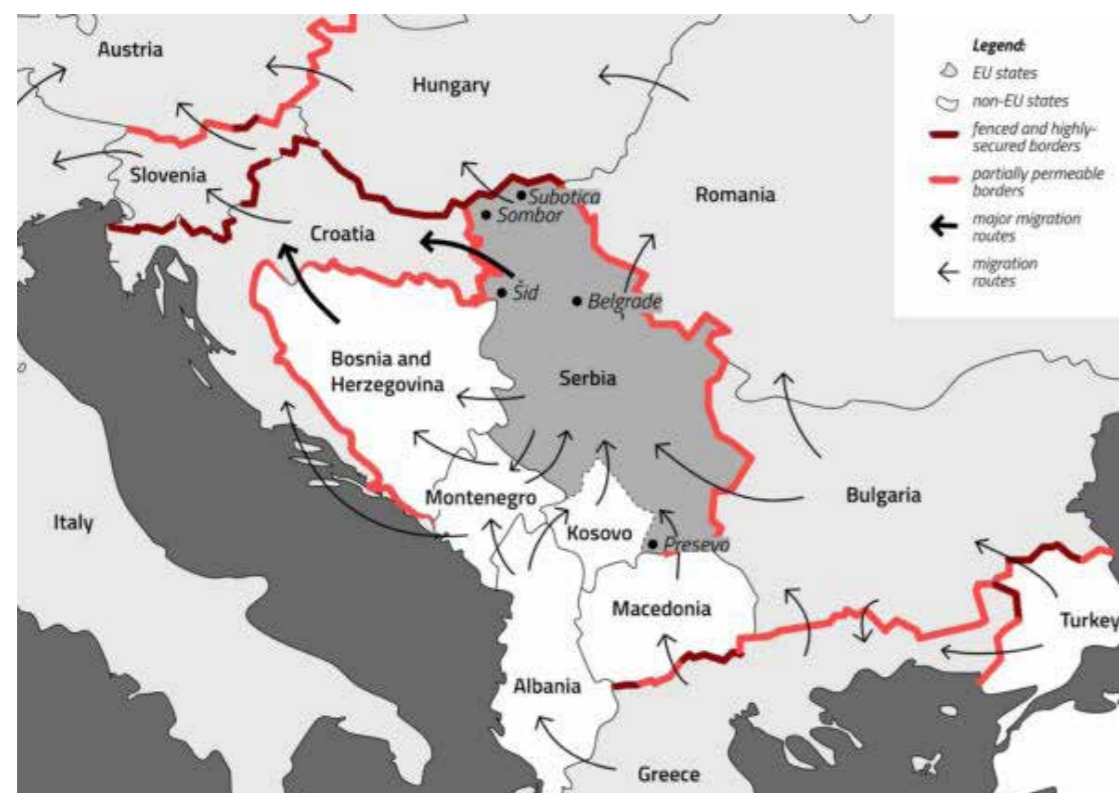 Austria
Hungary
Slovenia
Romania
Subotica
Sombor
Croatia
Šid
Belgrade
Bosnia and
Herzegovina
Serbia
Montenegro
Bulgaria
Italy
Kosovo
Presevo
Macedonia
Turkey
Albania
Greece
Legend:
EU states
non-EU states
fenced and highly-
secured borders
partially permeable
borders
major migration
routes
migration
routes